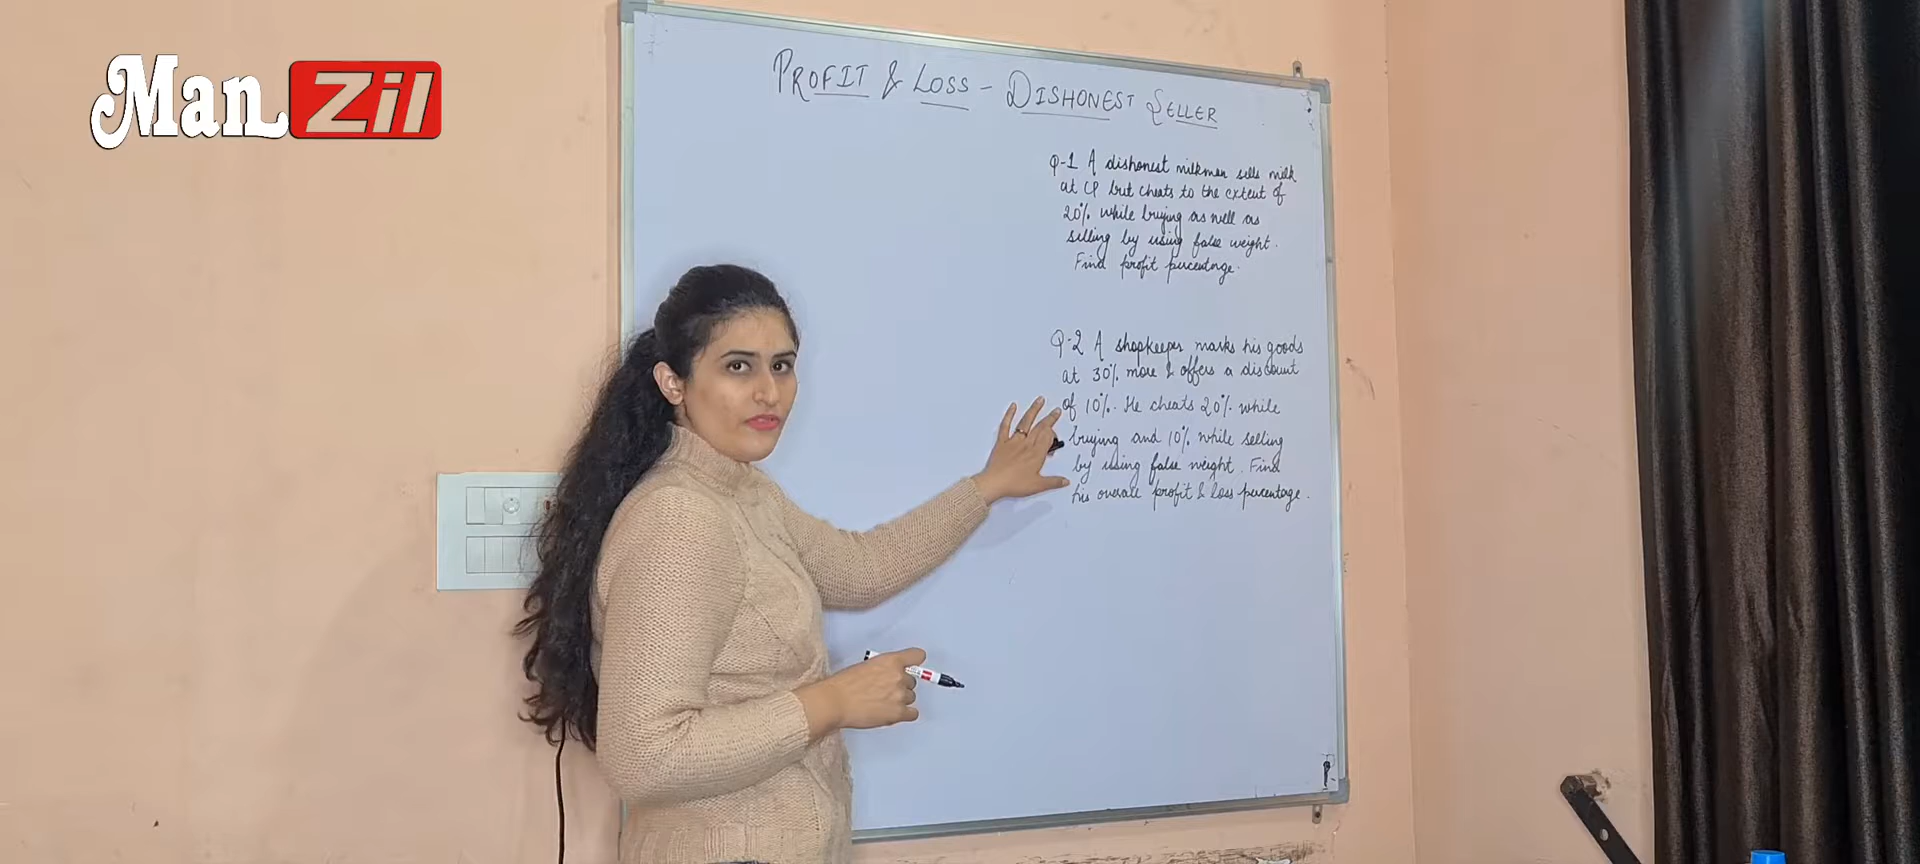 Man Zil
PROFIT & LOSS - DISHONEST SELLER
Q-1 A dishonest milkman sells milk
at CP but cheats to the extent of
20% while buying as well as
selling by using false weight.
Find profit percentage.
Q-2 A shopkeeper marks his goods
at 30% more & offers a discount
of 10%. He cheats 20% while
buying and 10% while selling
by using false weight. Find
his overall profit & loss percentage.